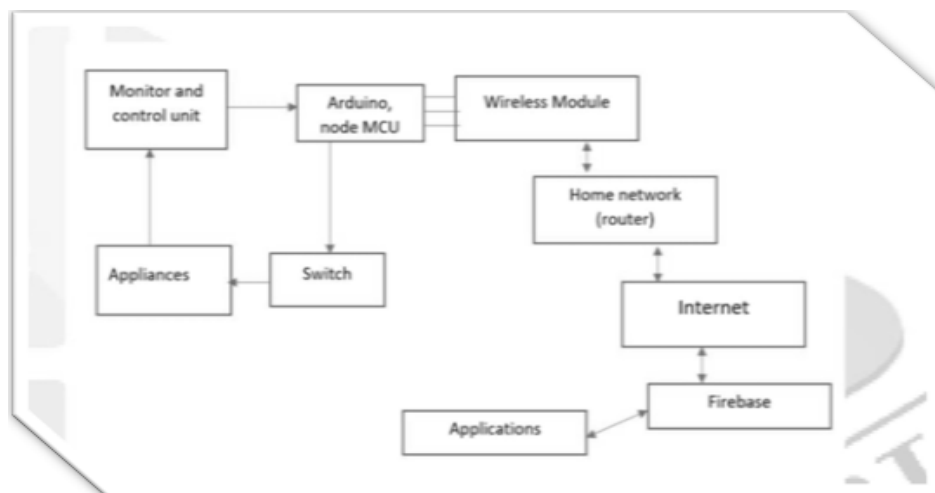 Monitor and
control unit
Arduino,
node MCU
Wireless Module
Home network
(router)
Appliances
Switch
Internet
Firebase
Applications